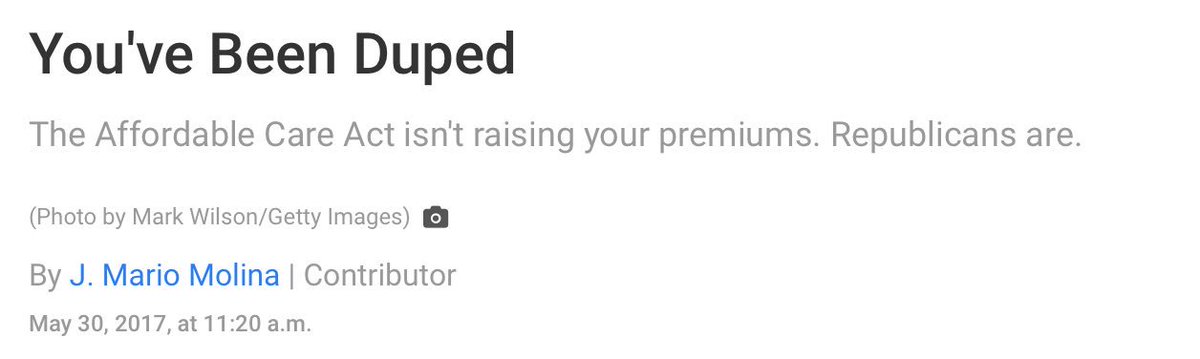 You've Been Duped
The Affordable Care Act isn't raising your premiums. Republicans are.
(Photo by Mark Wilson/Getty Images)
By J. Mario Molina | Contributor
May 30, 2017, at 11:20 a.m.